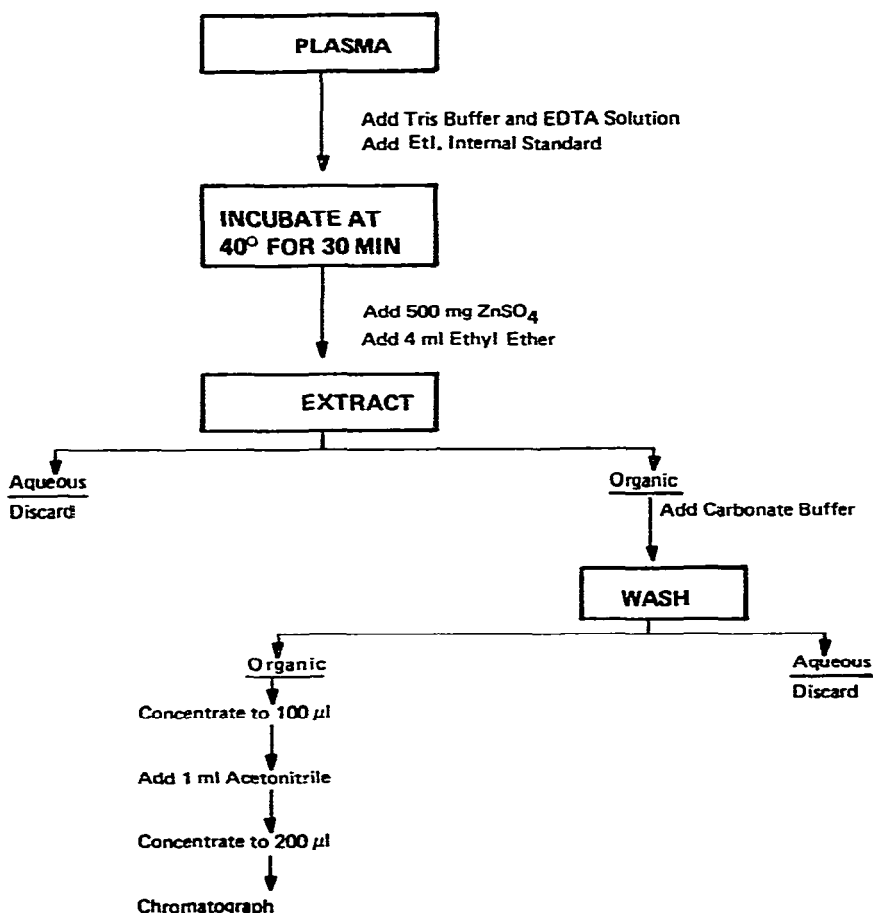 PLASMA
Add Tris Buffer and EDTA Solution
Add Etl. Internal Standard
INCUBATE AT
40° FOR 30 MIN
Add 500 mg ZnSO₄
Add 4 ml Ethyl Ether
EXTRACT
Aqueous
Discard
Organic
Add Carbonate Buffer
WASH
Organic
Aqueous
Discard
Concentrate to 100 µl
Add 1 ml Acetonitrile
Concentrate to 200 µl
Chromatograph